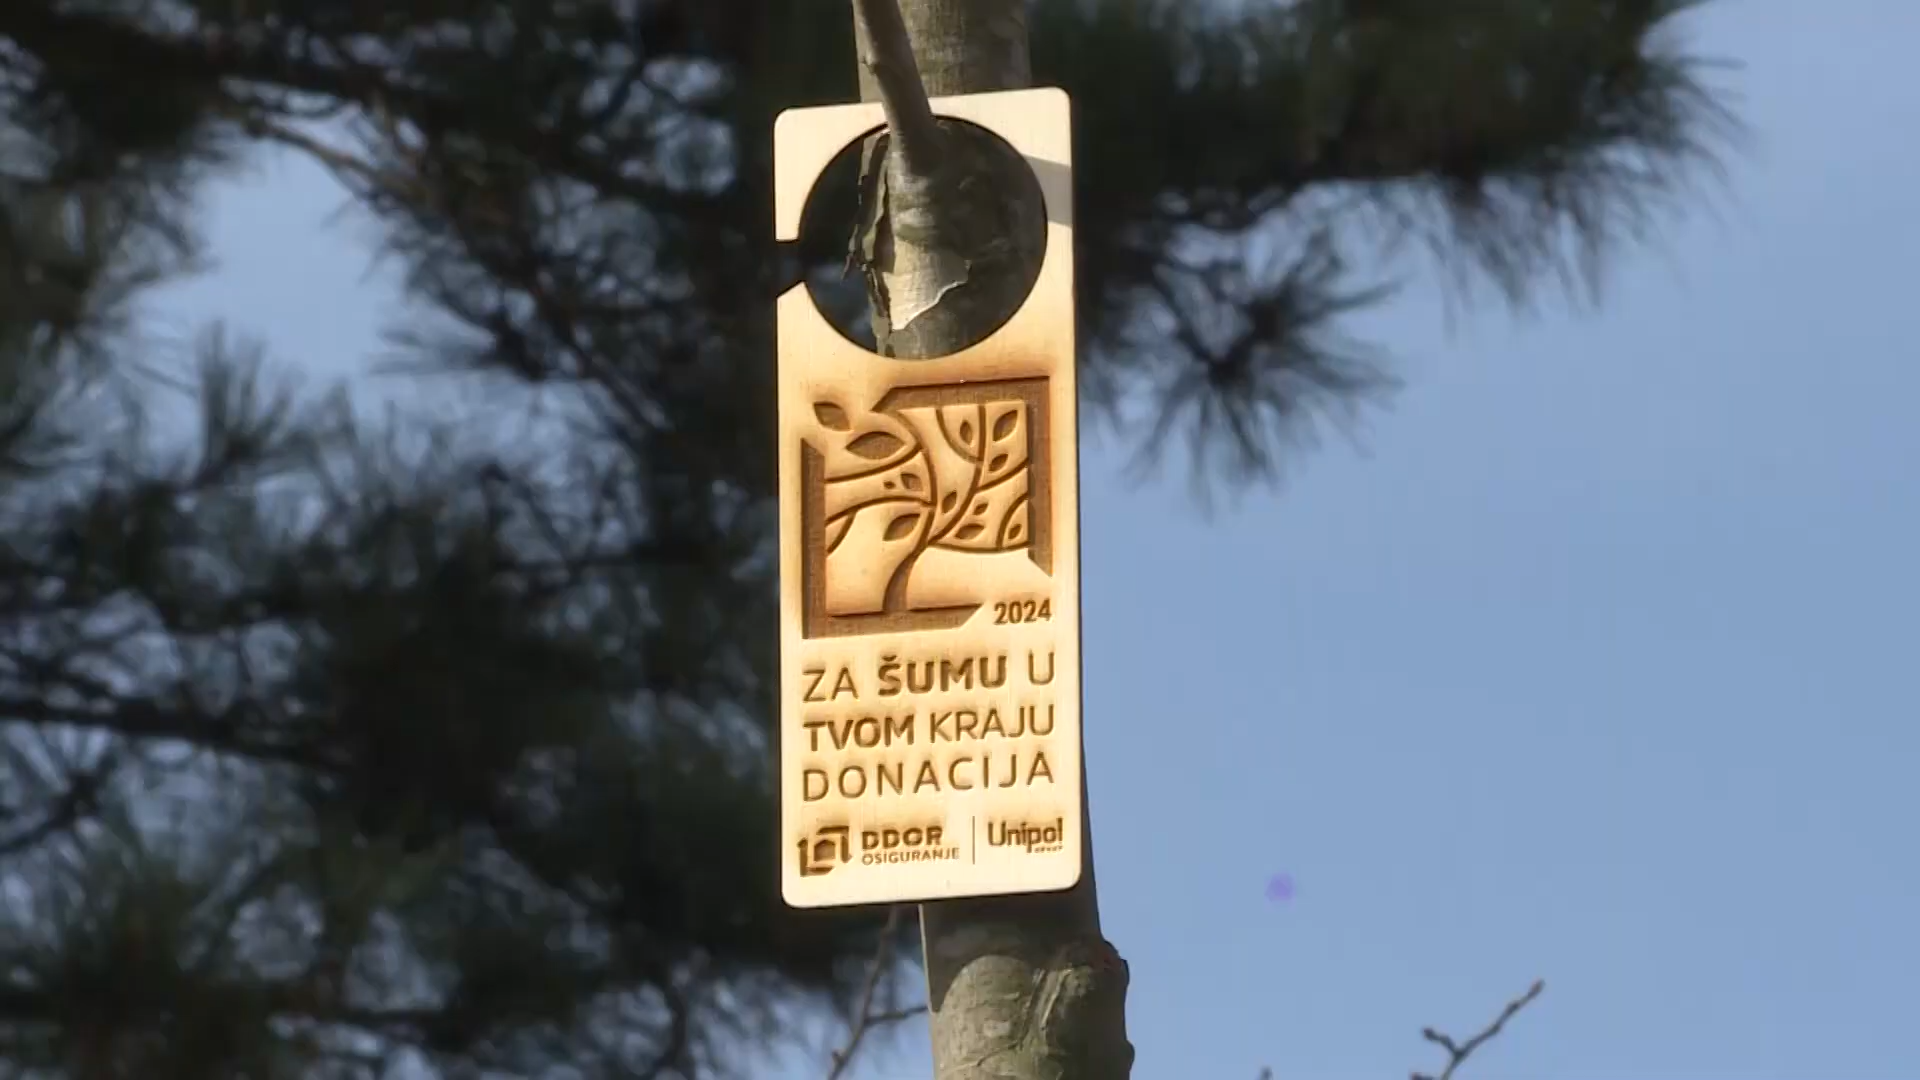 2024
ZA ŠUMU U
TVOM KRAJU
DONACIJA
DDOR
OSIGURANJE
Unipol